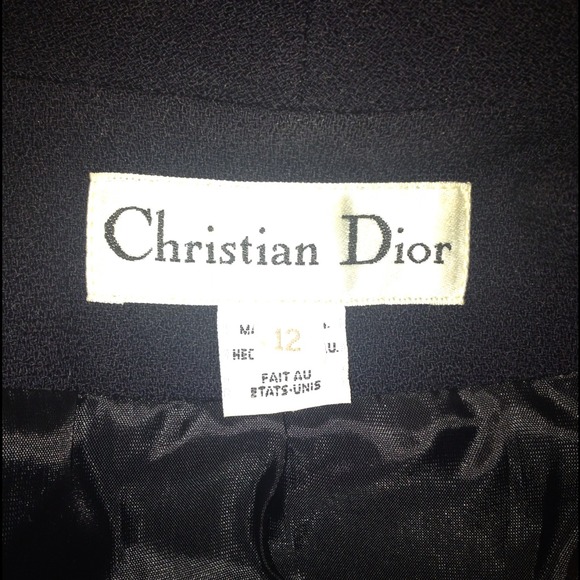 Christian Dior
12
FAIT AU
ETATS-UNIS